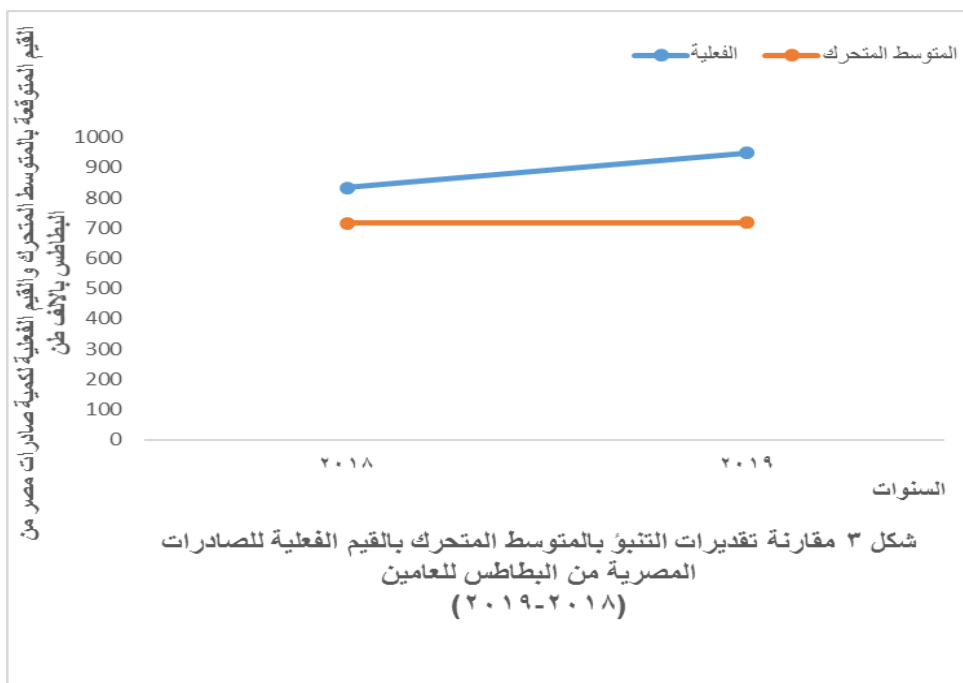 الفعلية
المتوسط المتحرك
القيم المتوقعة بالمتوسط المتحرك والقيم الفعلية لكمية صادرات مصر من
البطاطس بالالف طن
1000
900
800
700
600
500
400
300
200
100
0
٢٠١٨
٢٠١٩
السنوات
شكل ٣ مقارنة تقديرات التنبؤ بالمتوسط المتحرك بالقيم الفعلية للصادرات
المصرية من البطاطس للعامين
(٢٠١٨-٢٠١٩)